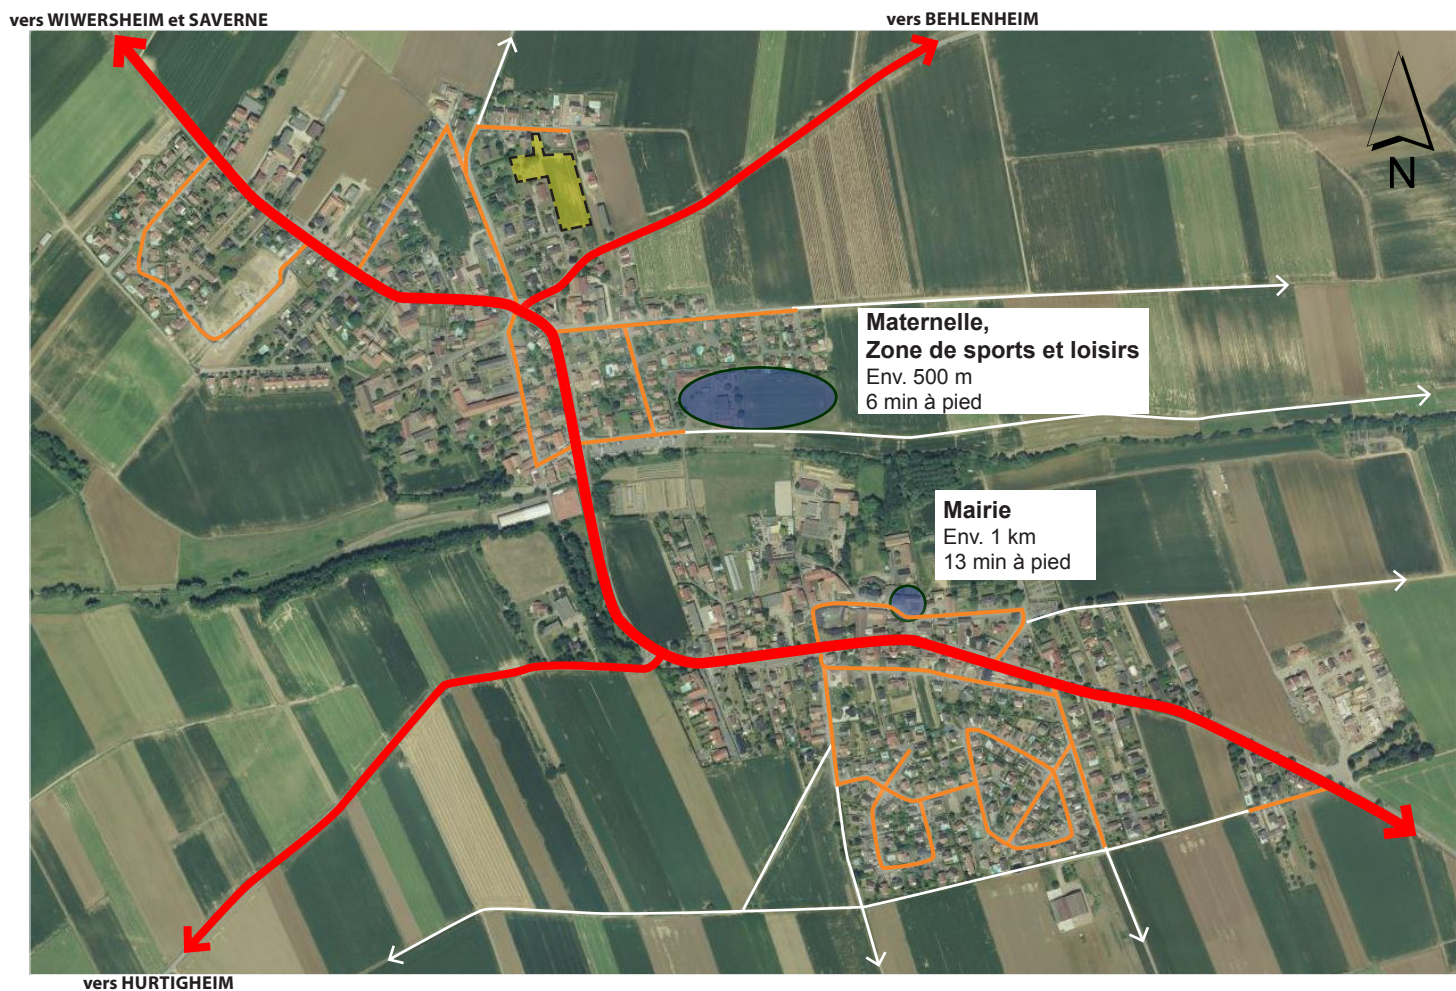 vers WIWERSHEIM et SAVERNE
vers BEHLENHEIM
N
Maternelle,
Zone de sports et loisirs
Env. 500 m
6 min à pied
Mairie
Env. 1 km
13 min à pied
vers HURTIGHEIM